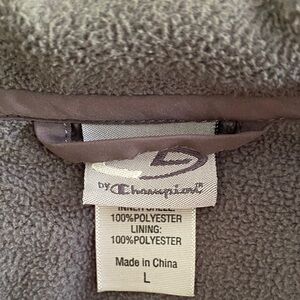 by Champion
INNER SHELL:
100%POLYESTER
LINING:
100%POLYESTER
Made in China
L